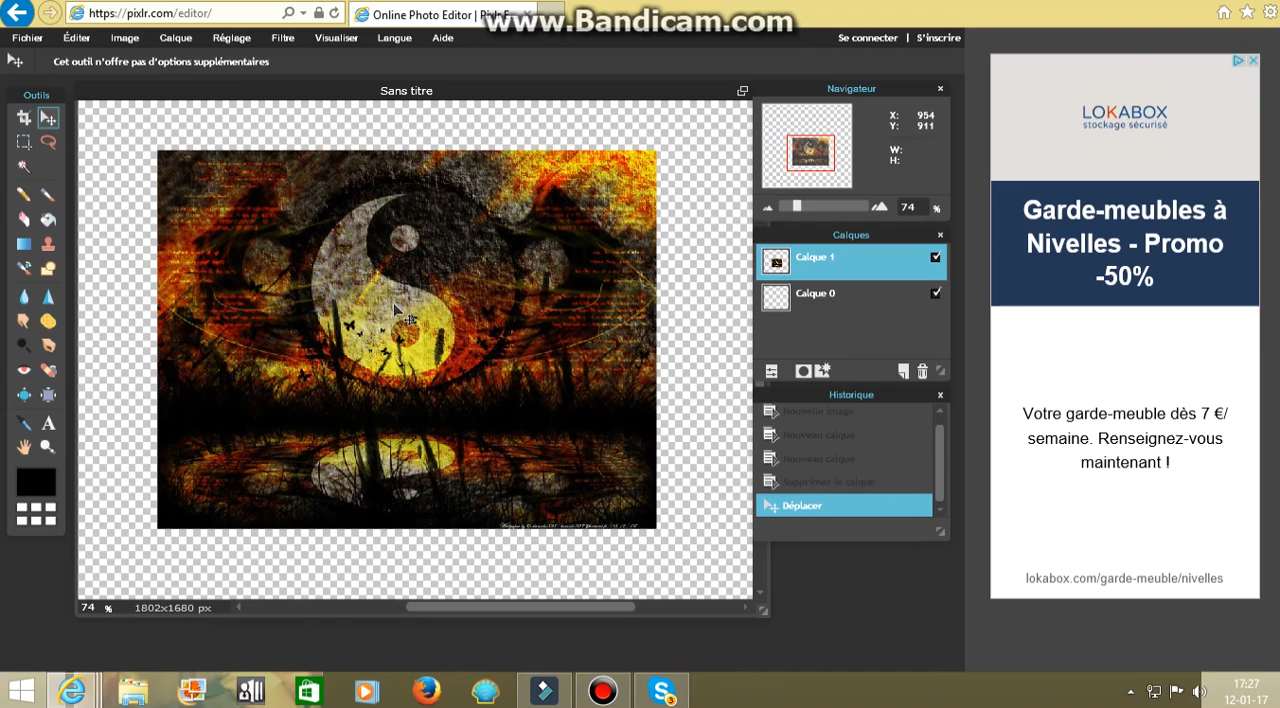 https://pixlr.com/editor/
Online Photo Editor | Pixlr E
www.Bandicam.com
Fichier Éditer Image Calque Réglage Filtre Visualiser Langue Aide Se connecter | S'inscrire
Cet outil n'offre pas d'options supplémentaires
Outils
Sans titre
Navigateur
X: 954
Y: 911
W:
H:
74 %
Calques
Calque 1
Calque 0
Historique
Nouvelle image
Nouveau calque
Nouveau calque
Supprimer le calque
Déplacer
74 % 1802x1680 px
LOKABOX
stockage sécurisé
Garde-meubles à
Nivelles - Promo
-50%
Votre garde-meuble dès 7 €/
semaine. Renseignez-vous
maintenant !
lokabox.com/garde-meuble/nivelles
A
3
17:27
12-01-17